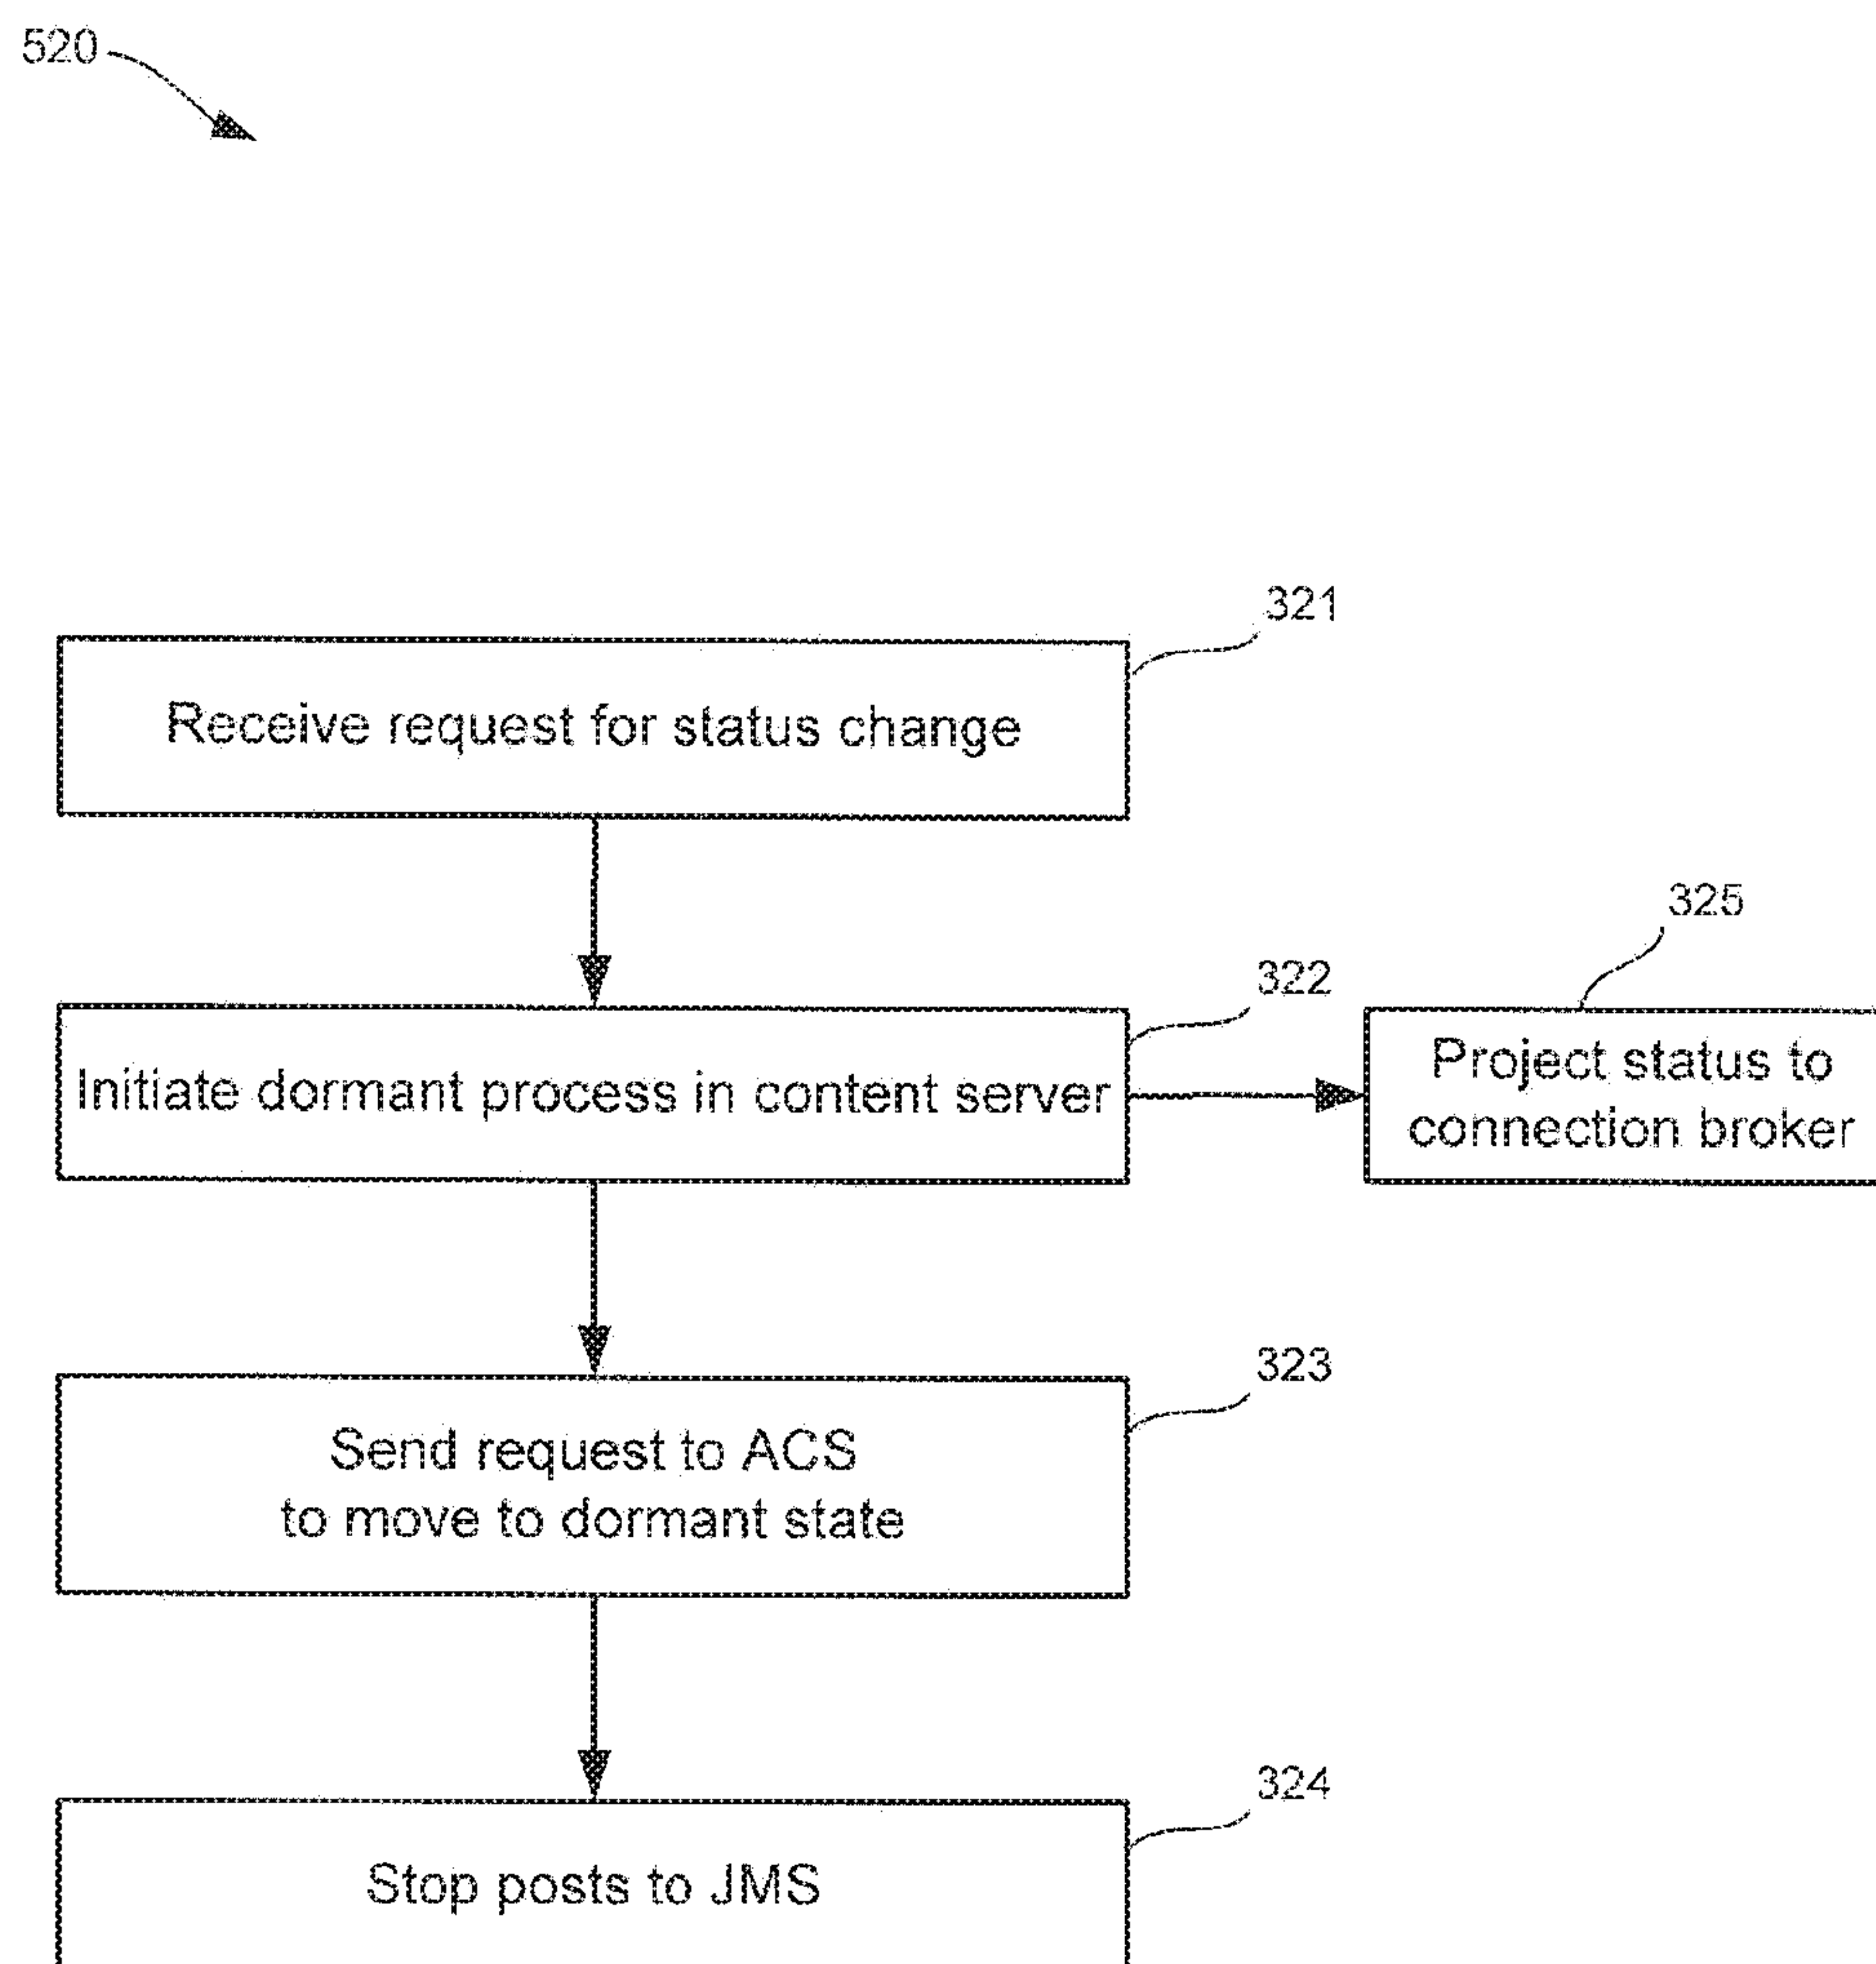 520
321
Receive request for status change
325
322
Initiate dormant process in content server
Project status to
connection broker
323
Send request to ACS
to move to dormant state
324
Stop posts to JMS